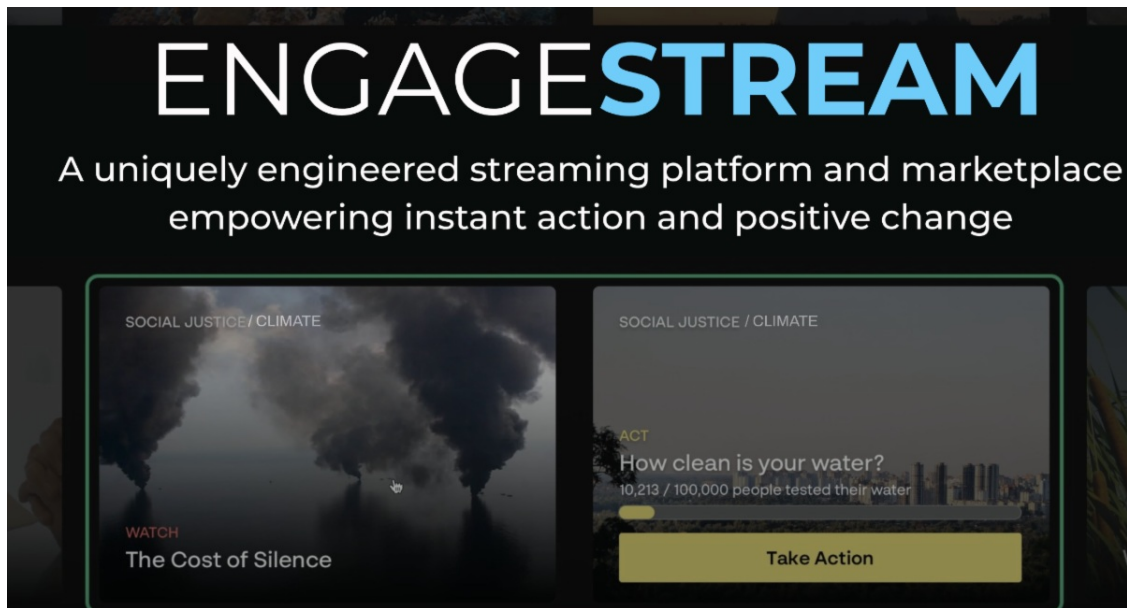 ENGAGESTREAM
A uniquely engineered streaming platform and marketplace
empowering instant action and positive change
SOCIAL JUSTICE / CLIMATE
WATCH
The Cost of Silence
SOCIAL JUSTICE / CLIMATE
ACT
How clean is your water?
10,213 / 100,000 people tested their water
Take Action